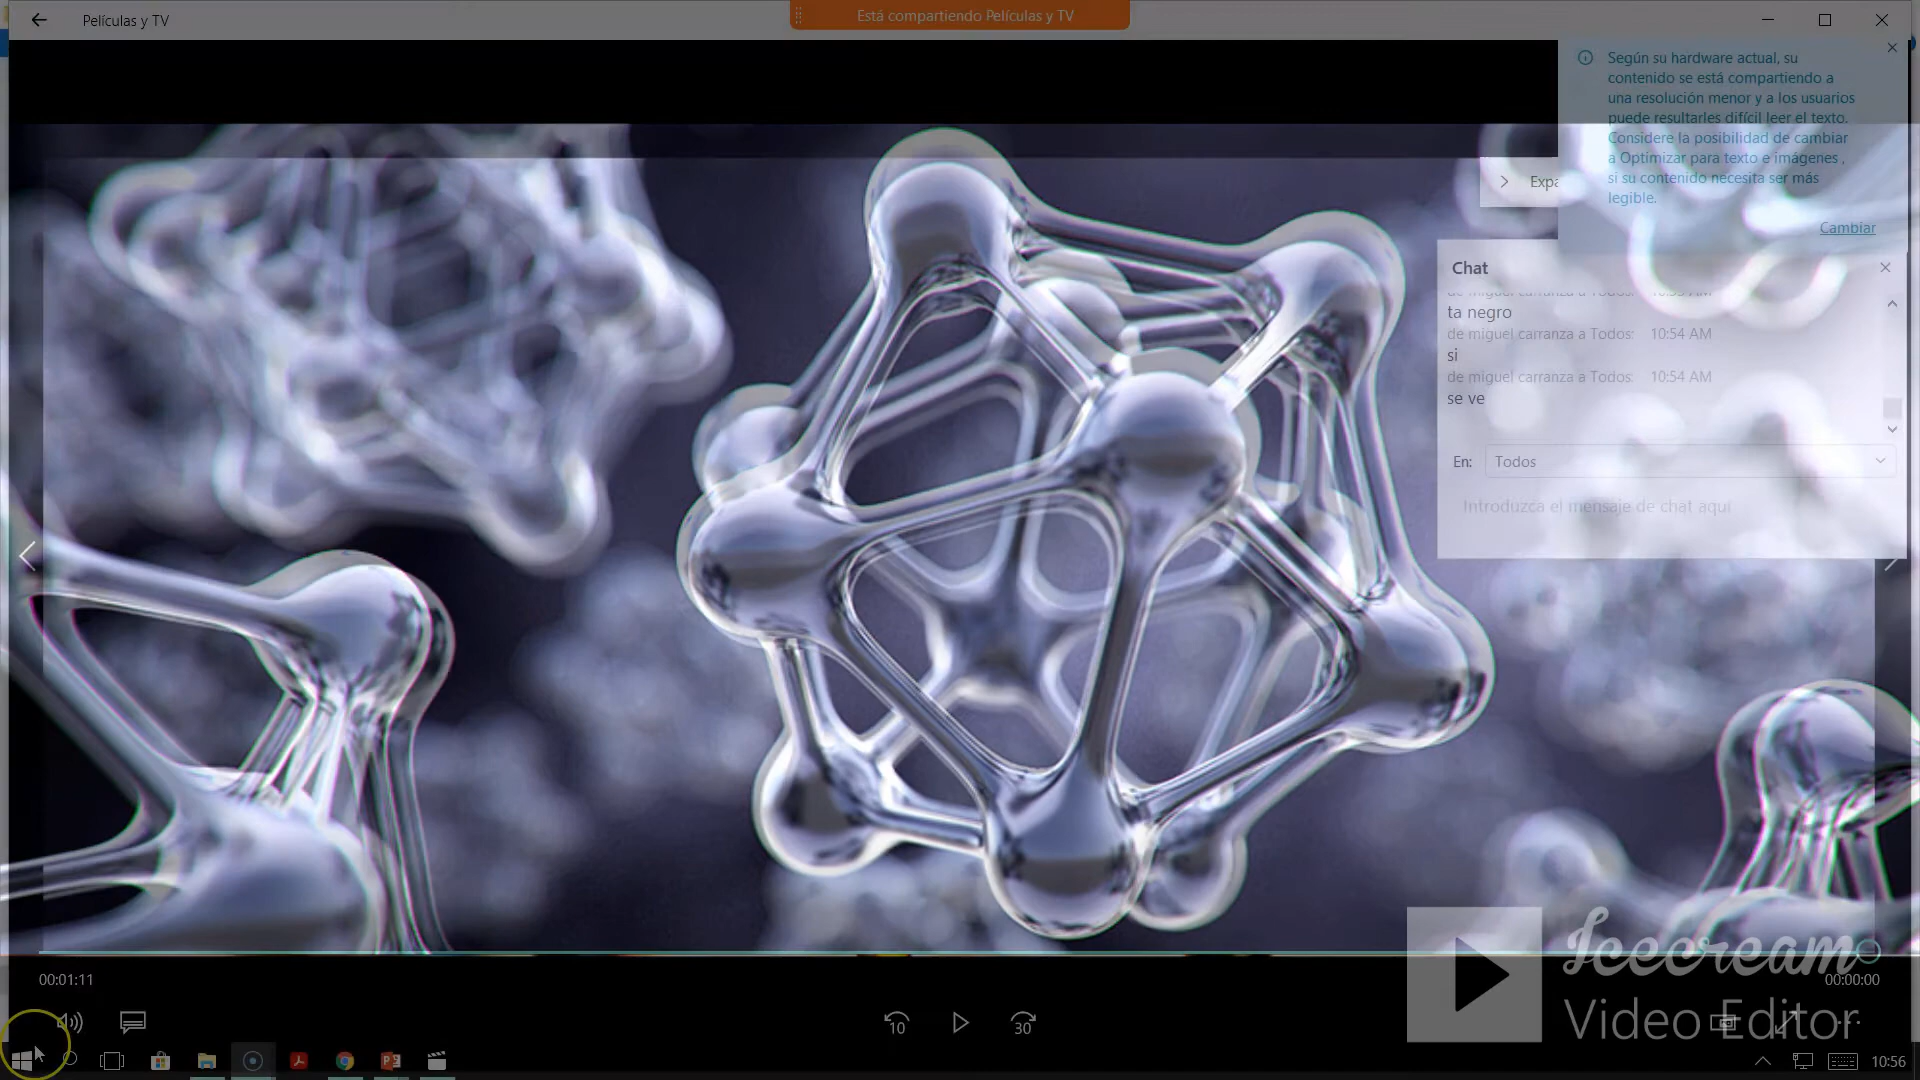 Películas y TV
Está compartiendo Películas y TV
Según su hardware actual, su
contenido se está compartiendo a
una resolución menor y a los usuarios
puede resultarles difícil leer el texto.
Considere la posibilidad de cambiar
a Optimizar para texto e imágenes ,
si su contenido necesita ser más
legible.
Cambiar
Expa
Chat
de miguel carranza a Todos:
ta negro
de miguel carranza a Todos: 10:54 AM
si
de miguel carranza a Todos: 10:54 AM
se ve
En: Todos
Introduzca el mensaje de chat aquí
Icecream
Video Editor
00:01:11
00:00:00
10
30
10:56